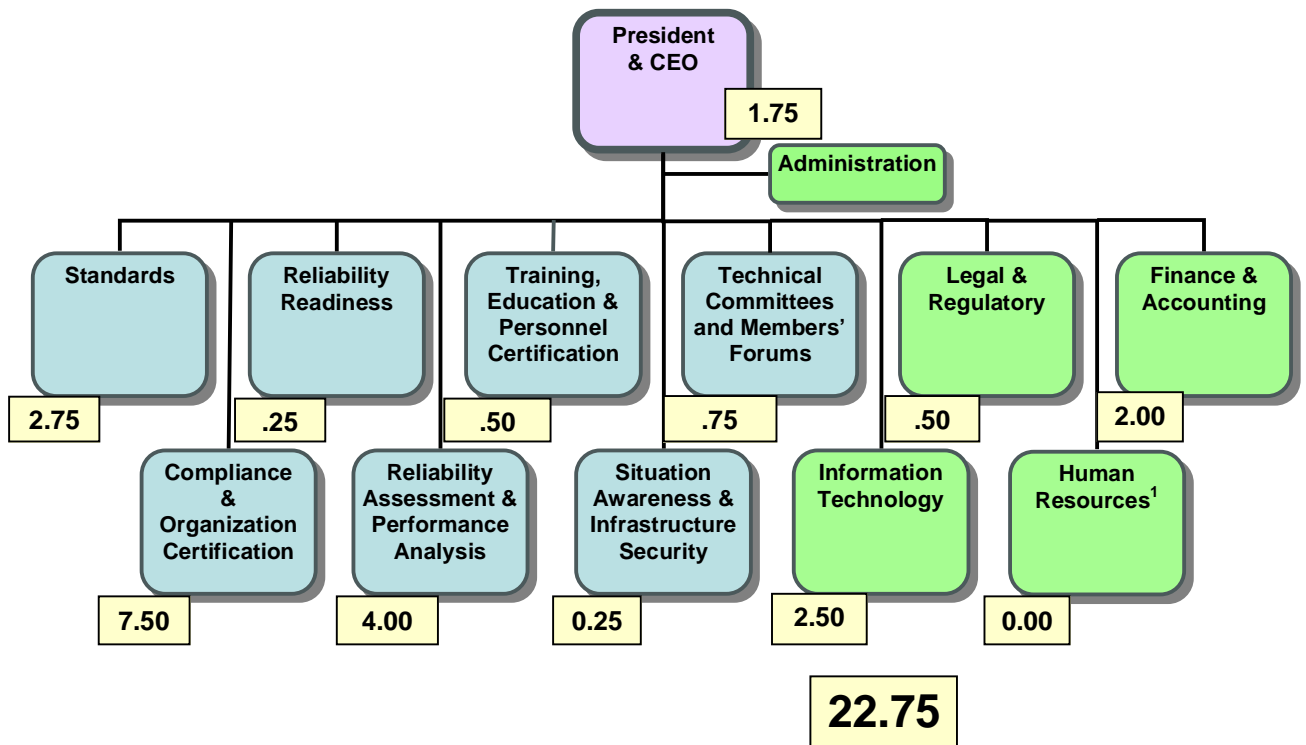 President
& CEO
1.75
Administration
Standards
2.75
Reliability
Readiness
.25
Training,
Education &
Personnel
Certification
.50
Technical
Committees
and Members’
Forums
.75
Legal &
Regulatory
.50
Finance &
Accounting
2.00
Compliance
&
Organization
Certification
7.50
Reliability
Assessment &
Performance
Analysis
4.00
Situation
Awareness &
Infrastructure
Security
0.25
Information
Technology
2.50
Human
Resources¹
0.00
22.75